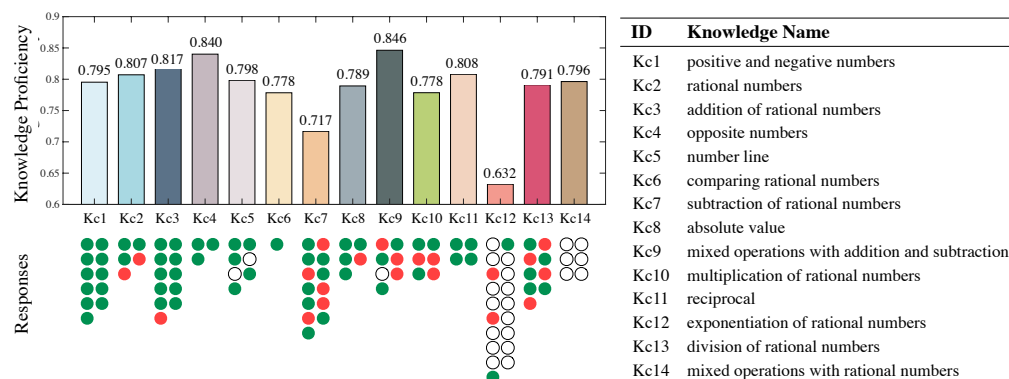 Knowledge Proficiency
0.9
0.85
0.8
0.75
0.7
0.65
0.6
0.795
0.807
0.817
0.840
0.798
0.778
0.717
0.789
0.846
0.778
0.808
0.632
0.791
0.796
Kc1 Kc2 Kc3 Kc4 Kc5 Kc6 Kc7 Kc8 Kc9 Kc10 Kc11 Kc12 Kc13 Kc14
Responses
ID Knowledge Name
Kc1 positive and negative numbers
Kc2 rational numbers
Kc3 addition of rational numbers
Kc4 opposite numbers
Kc5 number line
Kc6 comparing rational numbers
Kc7 subtraction of rational numbers
Kc8 absolute value
Kc9 mixed operations with addition and subtraction
Kc10 multiplication of rational numbers
Kc11 reciprocal
Kc12 exponentiation of rational numbers
Kc13 division of rational numbers
Kc14 mixed operations with rational numbers